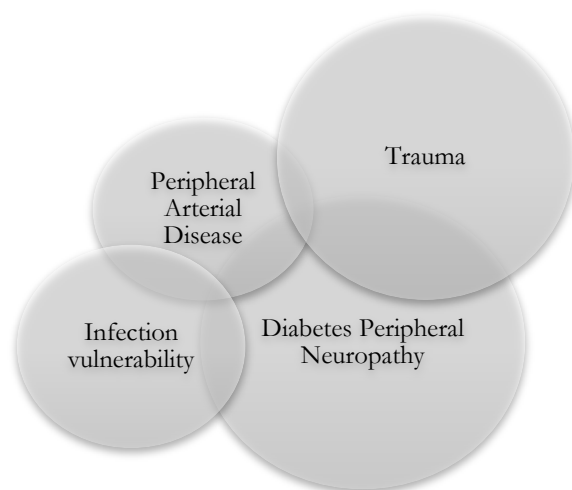 Trauma
Peripheral
Arterial
Disease
Infection
vulnerability
Diabetes Peripheral
Neuropathy